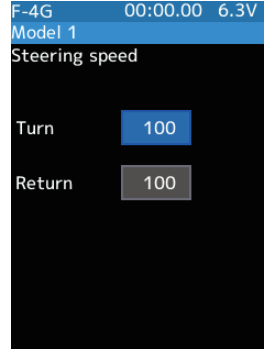 F-4G 00:00.00 6.3V
Model 1
Steering speed
Turn 100
Return 100